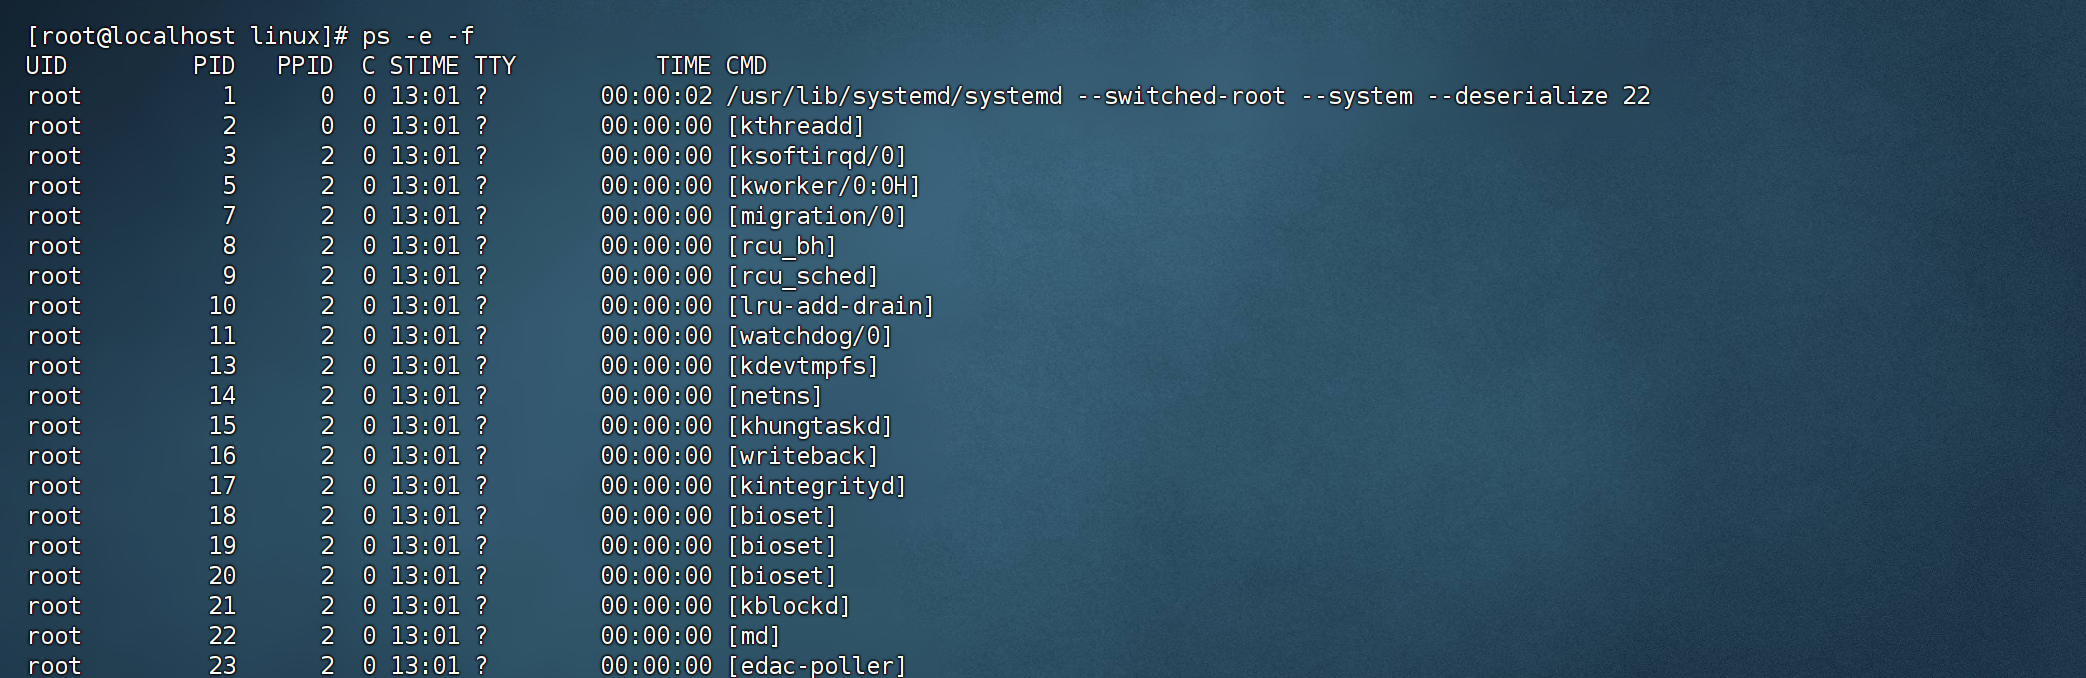 [root@localhost linux]# ps -e -f
UID         PID   PPID  C STIME TTY          TIME CMD
root          1      0  0 13:01 ?        00:00:02 /usr/lib/systemd/systemd --switched-root --system --deserialize 22
root          2      0  0 13:01 ?        00:00:00 [kthreadd]
root          3      2  0 13:01 ?        00:00:00 [ksoftirqd/0]
root          5      2  0 13:01 ?        00:00:00 [kworker/0:0H]
root          7      2  0 13:01 ?        00:00:00 [migration/0]
root          8      2  0 13:01 ?        00:00:00 [rcu_bh]
root          9      2  0 13:01 ?        00:00:00 [rcu_sched]
root         10      2  0 13:01 ?        00:00:00 [lru-add-drain]
root         11      2  0 13:01 ?        00:00:00 [watchdog/0]
root         13      2  0 13:01 ?        00:00:00 [kdevtmpfs]
root         14      2  0 13:01 ?        00:00:00 [netns]
root         15      2  0 13:01 ?        00:00:00 [khungtaskd]
root         16      2  0 13:01 ?        00:00:00 [writeback]
root         17      2  0 13:01 ?        00:00:00 [kintegrityd]
root         18      2  0 13:01 ?        00:00:00 [bioset]
root         19      2  0 13:01 ?        00:00:00 [bioset]
root         20      2  0 13:01 ?        00:00:00 [bioset]
root         21      2  0 13:01 ?        00:00:00 [kblockd]
root         22      2  0 13:01 ?        00:00:00 [md]
root         23      2  0 13:01 ?        00:00:00 [edac-poller]